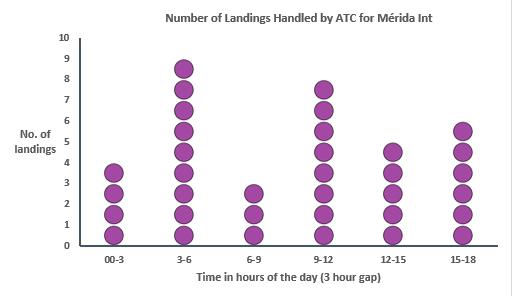 Number of Landings Handled by ATC for Mérida Int
10
9
8
7
6
5
4
3
2
1
0
No. of
landings
00-3 3-6 6-9 9-12 12-15 15-18
Time in hours of the day (3 hour gap)